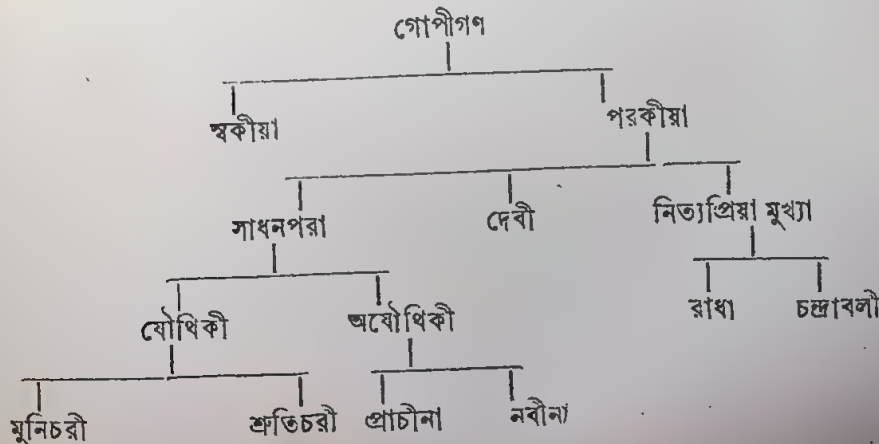 গোপীগণ
স্বকীয়া পরকীয়া
সাধনপরা দেবী নিত্যপ্রিয়া মুখ্যা
যৌথিকী অযৌথিকী রাধা চন্দ্রাবলী
মুনিচরী শ্রুতিচরী প্রাচীনা নবীনা